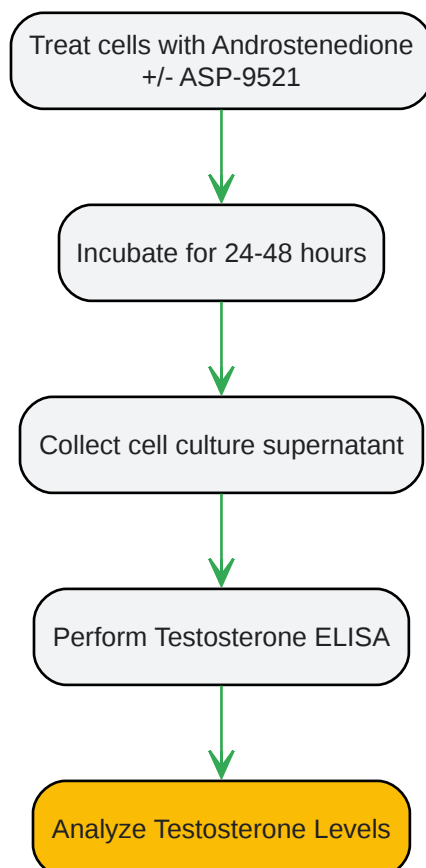 Treat cells with Androstenedione
+/- ASP-9521
Incubate for 24-48 hours
Collect cell culture supernatant
Perform Testosterone ELISA
Analyze Testosterone Levels